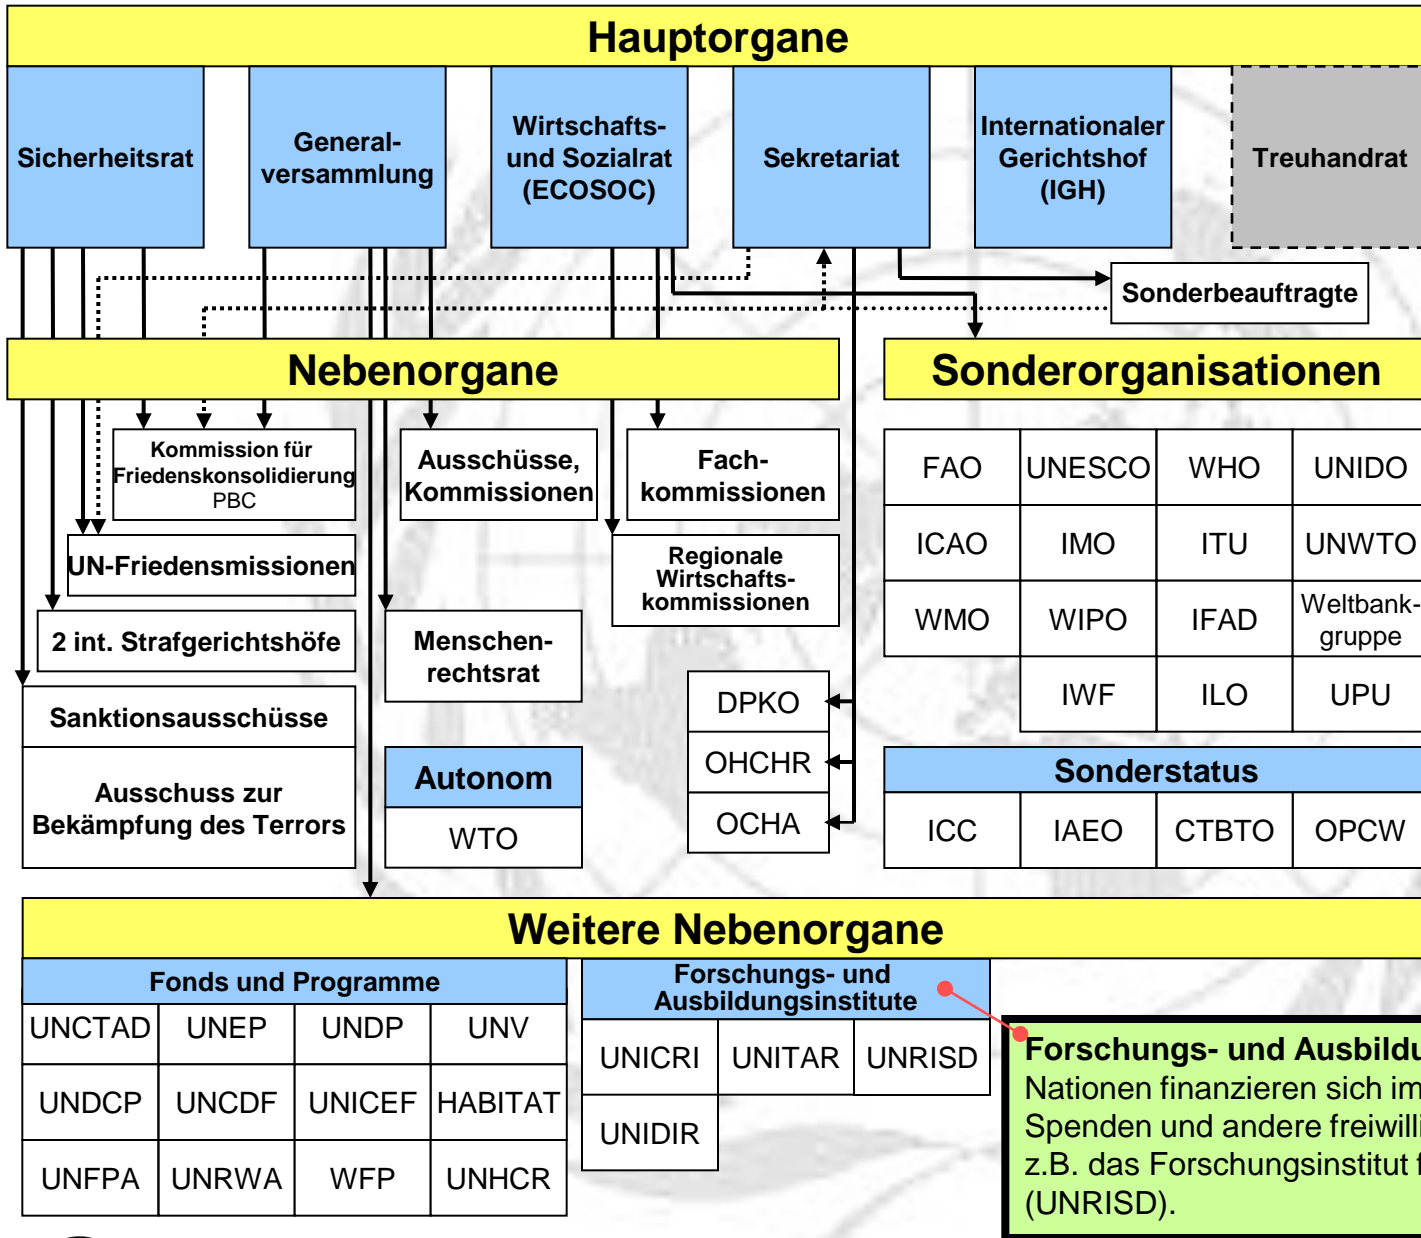 Hauptorgane
Sicherheitsrat
General-
versammlung
Wirtschafts-
und Sozialrat
(ECOSOC)
Sekretariat
Internationaler
Gerichtshof
(IGH)
Treuhandrat
Sonderbeauftragte
Nebenorgane
Kommission für
Friedenskonsolidierung
PBC
Ausschüsse,
Kommissionen
Fach-
kommissionen
UN-Friedensmissionen
Regionale
Wirtschafts-
kommissionen
2 int. Strafgerichtshöfe
Menschen-
rechtsrat
Sanktionsausschüsse
Ausschuss zur
Bekämpfung des Terrors
Autonom
WTO
DPKO
OHCHR
OCHA
Sonderorganisationen
FAO UNESCO WHO UNIDO
ICAO IMO ITU UNWTO
WMO WIPO IFAD Weltbank-
gruppe
IWF ILO UPU
Sonderstatus
ICC IAEO CTBTO OPCW
Weitere Nebenorgane
Fonds und Programme
UNCTAD UNEP UNDP UNV
UNDCP UNCDF UNICEF HABITAT
UNFPA UNRWA WFP UNHCR
Forschungs- und
Ausbildungsinstitute
UNICRI UNITAR UNRISD
UNIDIR
Forschungs- und
Nationen finanzieren sich im
Spenden und andere
z.B. das Forschungsinstitut
(UNRISD).